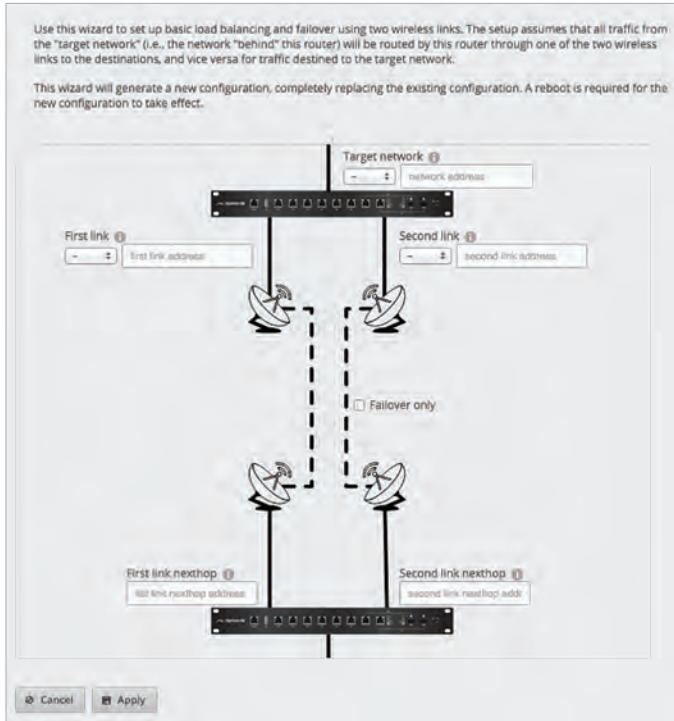 Use this wizard to set up basic load balancing and failover using two wireless links. The setup assumes that all traffic from
the "target network" (i.e., the network "behind" this router) will be routed by this router through one of the two wireless
links to the destinations, and vice versa for traffic destined to the target network.
This wizard will generate a new configuration, completely replacing the existing configuration. A reboot is required for the
new configuration to take effect.
Target network
- network address
First link
- first link address
Second link
- second link address
Failover only
First link nexthop
Second link nexthop
second link nexthop addr
Cancel
Apply